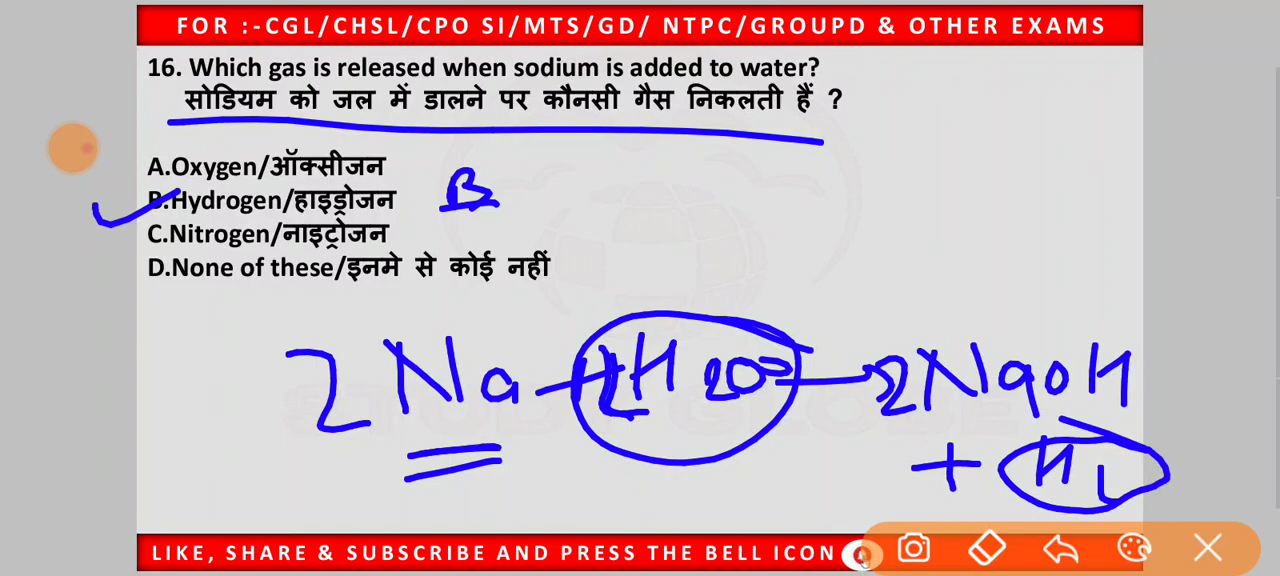 FOR :-CGL/CHSL/CPO SI/MTS/GD/ NTPC/GROUPD & OTHER EXAMS
16. Which gas is released when sodium is added to water?
सोडियम को जल में डालने पर कौनसी गैस निकलती हैं ?
A.Oxygen/ऑक्सीजन
B.Hydrogen/हाइड्रोजन B
C.Nitrogen/नाइट्रोजन
D.None of these/इनमे से कोई नहीं
2Na + 2H2O → 2NaOH
+ H2
LIKE, SHARE & SUBSCRIBE AND PRESS THE BELL ICON